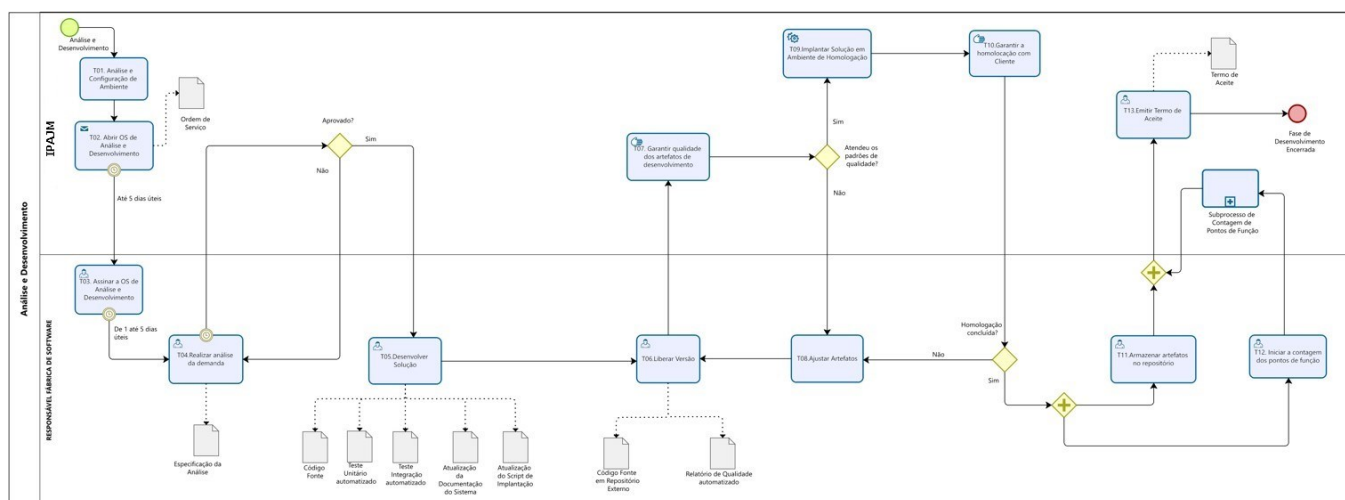 Análise e Desenvolvimento
IPAJM
RESPONSÁVEL FÁBRICA DE SOFTWARE
Análise e
Desenvolvimento
T01. Análise e
Configuração de
Ambiente
T02. Abrir OS de
Análise e
Desenvolvimento
Ordem de
Serviço
Até 5 dias úteis
T03. Assinar a OS de
Análise e
Desenvolvimento
De 1 até 5 dias
úteis
T04.Realizar análise
da demanda
Especificação da
Análise
Aprovado?
Sim
Não
T05.Desenvolver
Solução
Código
Fonte
Teste
Unitário
automatizado
Teste
Integração
automatizado
Atualização
da
Documentação
do Sistema
Atualização
do Script de
Implantação
T06.Liberar Versão
Código Fonte
em Repositório
Externo
Relatório de Qualidade
automatizado
T07. Garantir qualidade
dos artefatos de
desenvolvimento
Atendeu os
padrões de
qualidade?
Sim
Não
T08.Ajustar Artefatos
T09.Implantar Solução em
Ambiente de Homologação
T10.Garantir a
homolocação com
Cliente
Homologação
concluída?
Não
Sim
T11.Armazenar artefatos
no repositório
T12. Iniciar a contagem
dos pontos de função
Subprocesso de
Contagem de
Pontos de Função
T13.Emitir Termo de
Aceite
Termo de
Aceite
Fase de
Desenvolvimento
Encerrada